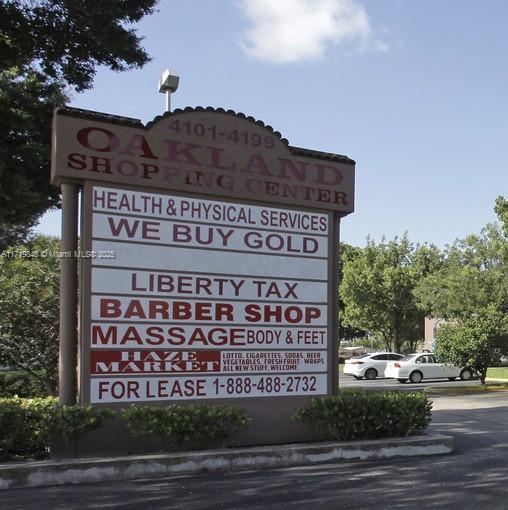 4101-4199
OAKLAND
SHOPPING CENTER
HEALTH & PHYSICAL SERVICES
WE BUY GOLD
LIBERTY TAX
BARBER SHOP
MASSAGE BODY & FEET
HAZE MARKET LOTTO. CIGARETTES. SODAS. BEER
VEGETABLES. FRESH FRUIT. WRAPS
ALL NEW STUFF. WELCOME
FOR LEASE 1-888-488-2732
© Miami MLS © 2025